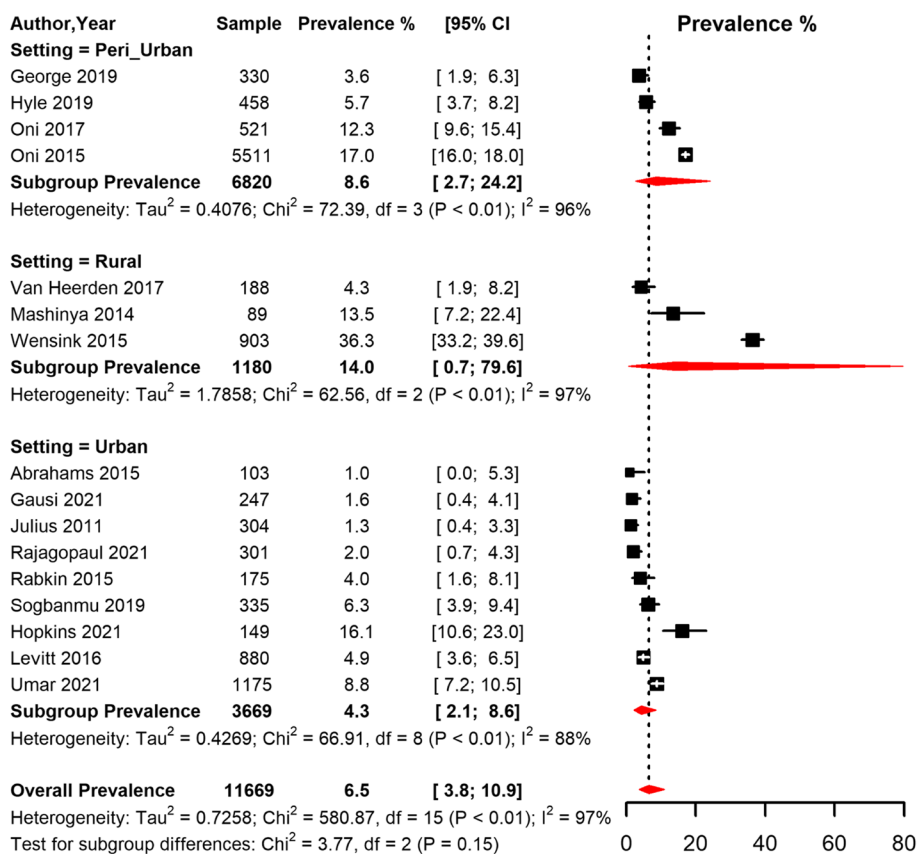 Author,Year Sample Prevalence % [95% CI Prevalence %
Setting = Peri_Urban
George 2019 330 3.6 [ 1.9; 6.3]
Hyle 2019 458 5.7 [ 3.7; 8.2]
Oni 2017 521 12.3 [ 9.6; 15.4]
Oni 2015 5511 17.0 [16.0; 18.0]
Subgroup Prevalence 6820 8.6 [ 2.7; 24.2]
Heterogeneity: Tau² = 0.4076; Chi² = 72.39, df = 3 (P < 0.01); I² = 96%
Setting = Rural
Van Heerden 2017 188 4.3 [ 1.9; 8.2]
Mashinya 2014 89 13.5 [ 7.2; 22.4]
Wensink 2015 903 36.3 [33.2; 39.6]
Subgroup Prevalence 1180 14.0 [ 0.7; 79.6]
Heterogeneity: Tau² = 1.7858; Chi² = 62.56, df = 2 (P < 0.01); I² = 97%
Setting = Urban
Abrahams 2015 103 1.0 [ 0.0; 5.3]
Gausi 2021 247 1.6 [ 0.4; 4.1]
Julius 2011 304 1.3 [ 0.4; 3.3]
Rajagopaul 2021 301 2.0 [ 0.7; 4.3]
Rabkin 2015 175 4.0 [ 1.6; 8.1]
Sogbanmu 2019 335 6.3 [ 3.9; 9.4]
Hopkins 2021 149 16.1 [10.6; 23.0]
Levitt 2016 880 4.9 [ 3.6; 6.5]
Umar 2021 1175 8.8 [ 7.2; 10.5]
Subgroup Prevalence 3669 4.3 [ 2.1; 8.6]
Heterogeneity: Tau² = 0.4269; Chi² = 66.91, df = 8 (P < 0.01); I² = 88%
Overall Prevalence 11669 6.5 [ 3.8; 10.9]
Heterogeneity: Tau² = 0.7258; Chi² = 580.87, df = 15 (P < 0.01); I² = 97%
Test for subgroup differences: Chi² = 3.77, df = 2 (P = 0.15)
0 20 40 60 80